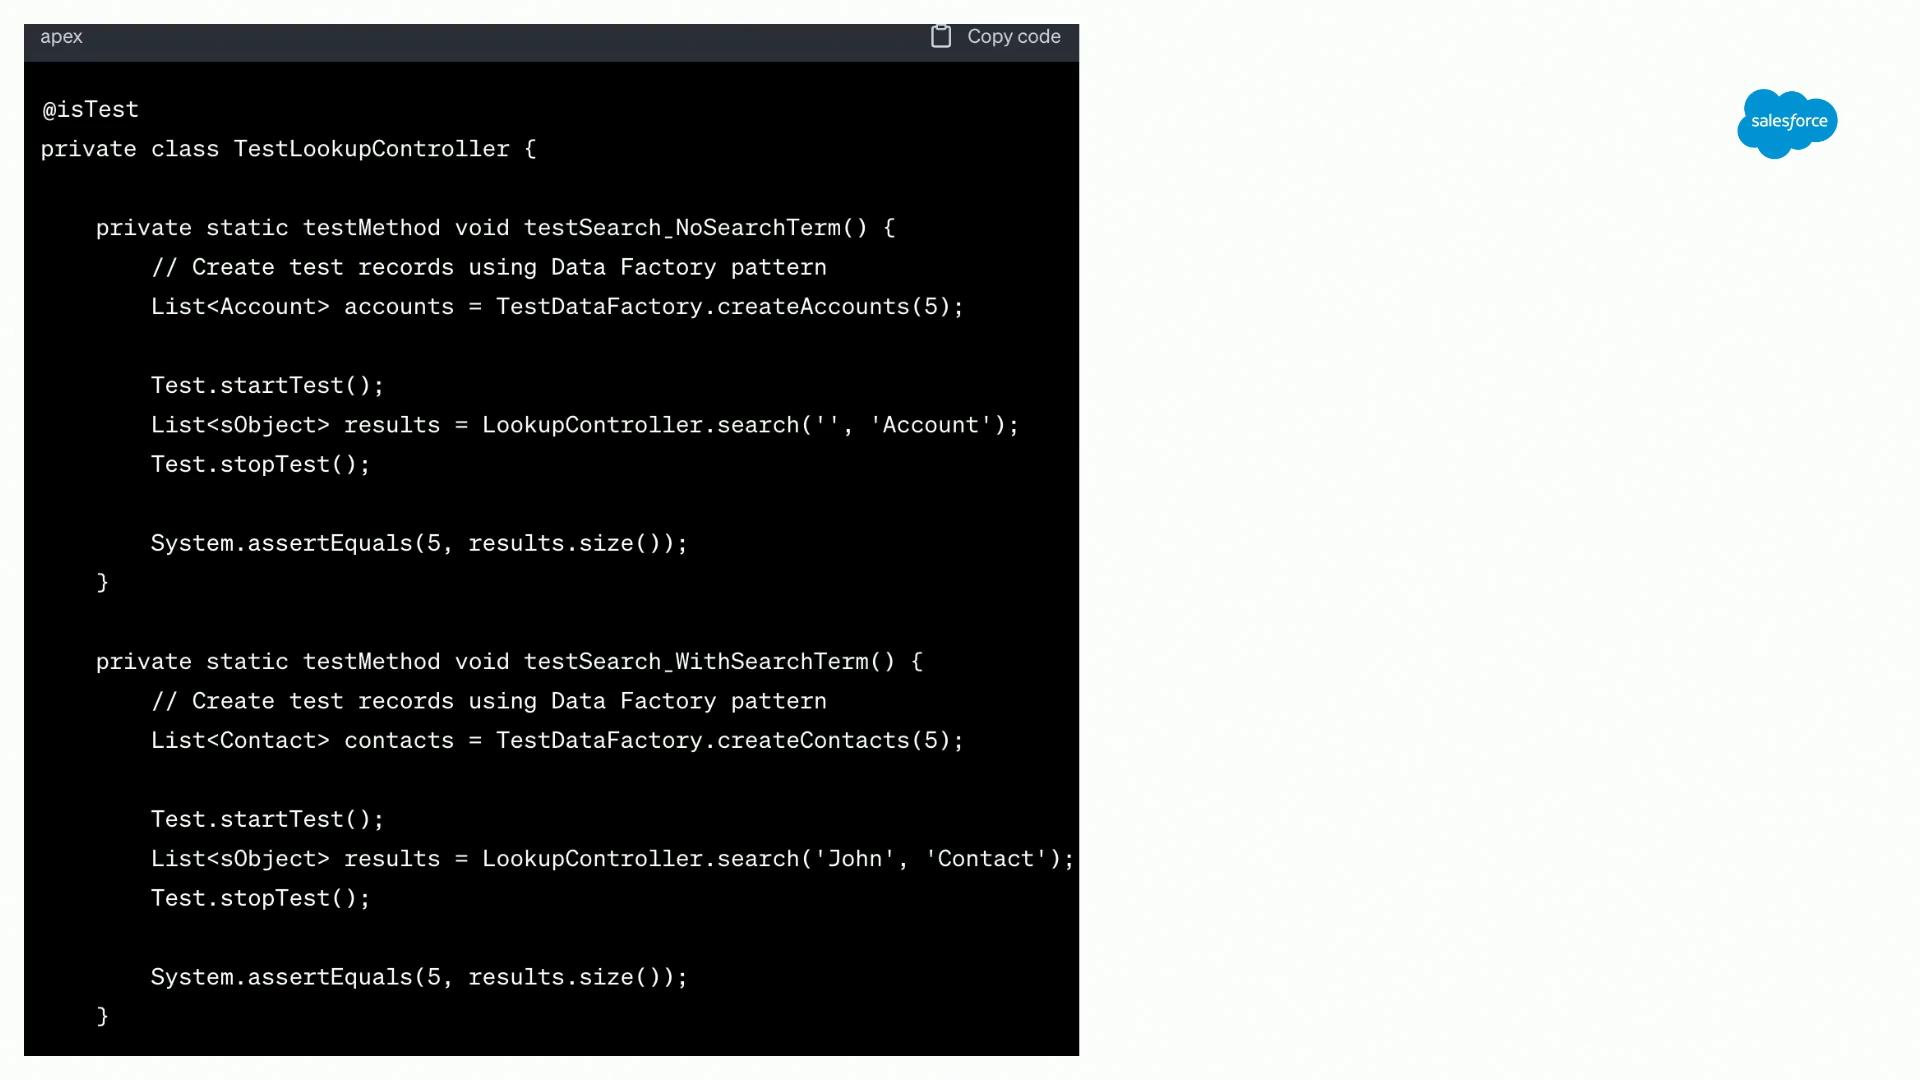 apex
Copy code
@isTest
private class TestLookupController {
    private static testMethod void testSearch_NoSearchTerm() {
        // Create test records using Data Factory pattern
        List<Account> accounts = TestDataFactory.createAccounts(5);
        Test.startTest();
        List<sObject> results = LookupController.search('', 'Account');
        Test.stopTest();
        System.assertEquals(5, results.size());
    }
    private static testMethod void testSearch_WithSearchTerm() {
        // Create test records using Data Factory pattern
        List<Contact> contacts = TestDataFactory.createContacts(5);
        Test.startTest();
        List<sObject> results = LookupController.search('John', 'Contact');
        Test.stopTest();
        System.assertEquals(5, results.size());
    }
salesforce